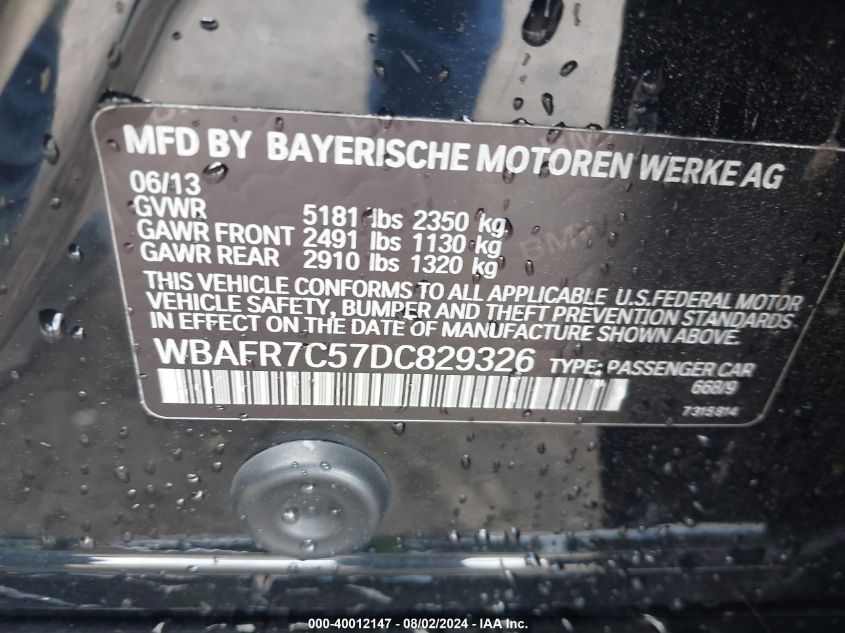 MFD BY BAYERISCHE MOTOREN WERKE AG
06/13
GVWR 5181 lbs 2350 kg
GAWR FRONT 2491 lbs 1130 kg
GAWR REAR 2910 lbs 1320 kg
THIS VEHICLE CONFORMS TO ALL APPLICABLE U.S.FEDERAL MOTOR
VEHICLE SAFETY, BUMPER AND THEFT PREVENTION STANDARDS
IN EFFECT ON THE DATE OF MANUFACTURE SHOWN ABOVE.
WBAFR7C57DC829326 TYPE: PASSENGER CAR
668/9
7315814
000-40012147 - 08/02/2024 - IAA Inc.